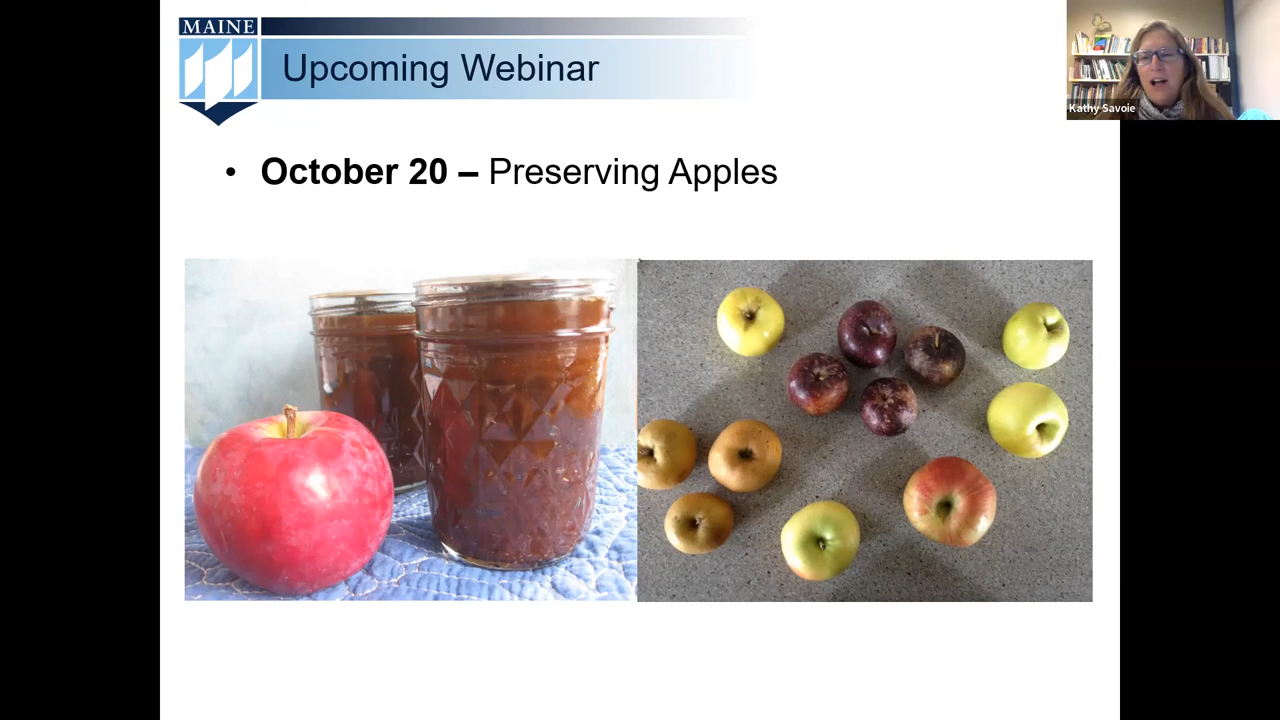 MAINE
Upcoming Webinar
Kathy Savoie
• October 20 – Preserving Apples